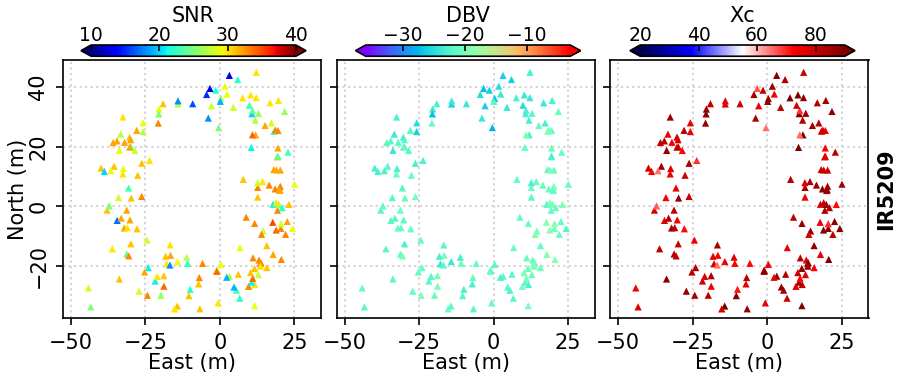 SNR DBV Xc
10 20 30 40 −30 −20 −10 20 40 60 80
40
20
0
−20
North (m)
IR5209
−50 −25 0 25 −50 −25 0 25 −50 −25 0 25
East (m) East (m) East (m)